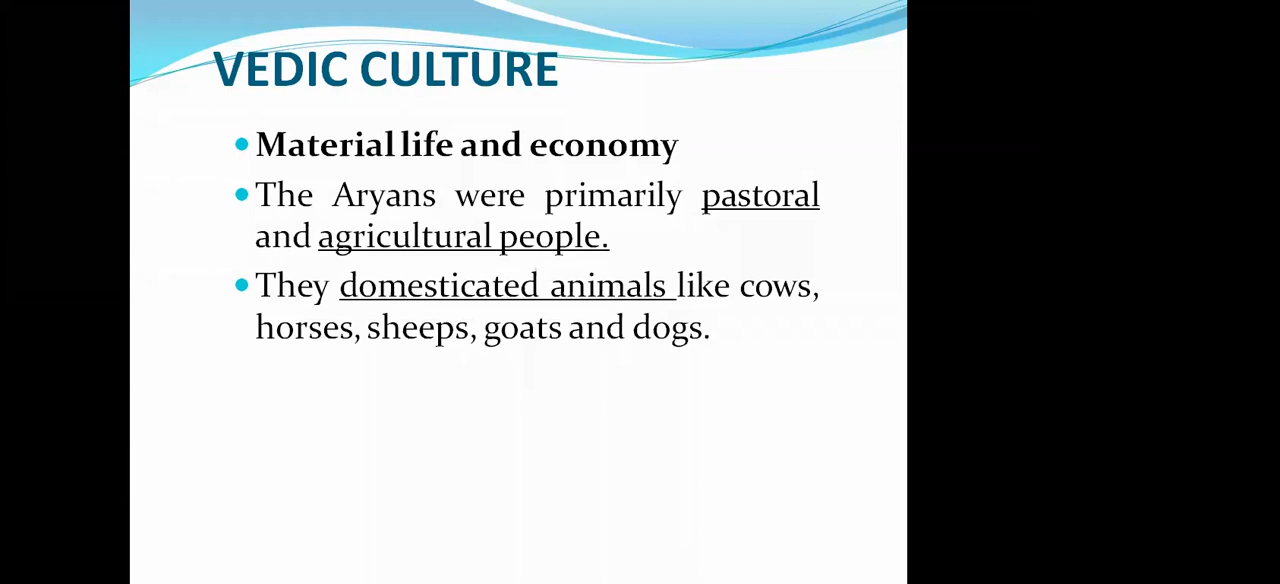 VEDIC CULTURE
Material life and economy
The Aryans were primarily pastoral
and agricultural people.
They domesticated animals like cows,
horses, sheeps, goats and dogs.